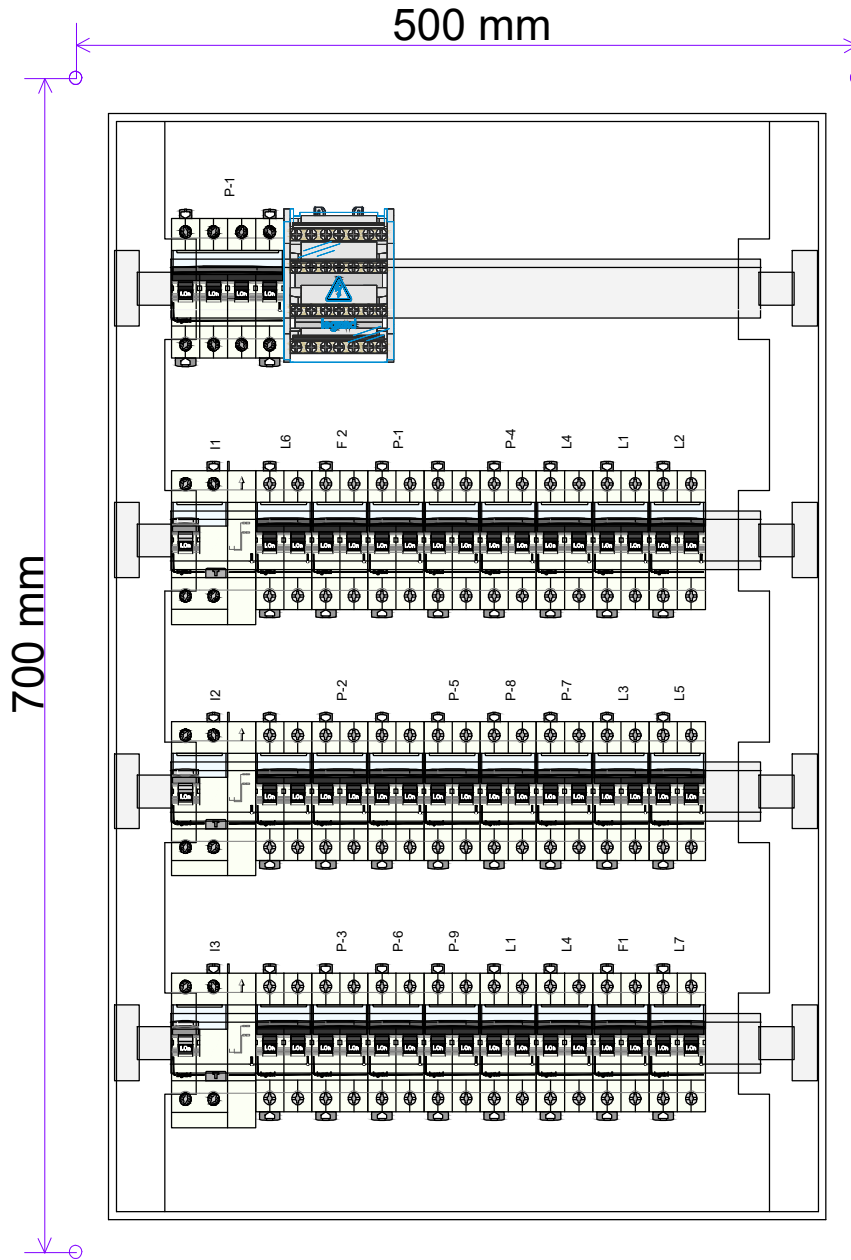 500 mm
700 mm
P-1
I1 L6 F 2 P-1 P-4 L4 L1 L2
I2 P-2 P-5 P-8 P-7 L3 L5
I3 P-3 P-6 P-9 L1 L4 F1 L7